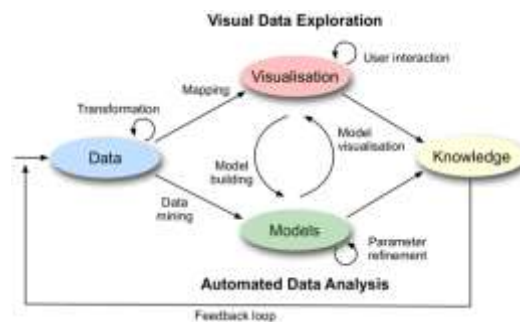 Visual Data Exploration
User interaction
Visualisation
Mapping
Transformation
Data
Model
building
Model
visualisation
Knowledge
Data
mining
Models
Parameter
refinement
Automated Data Analysis
Feedback loop